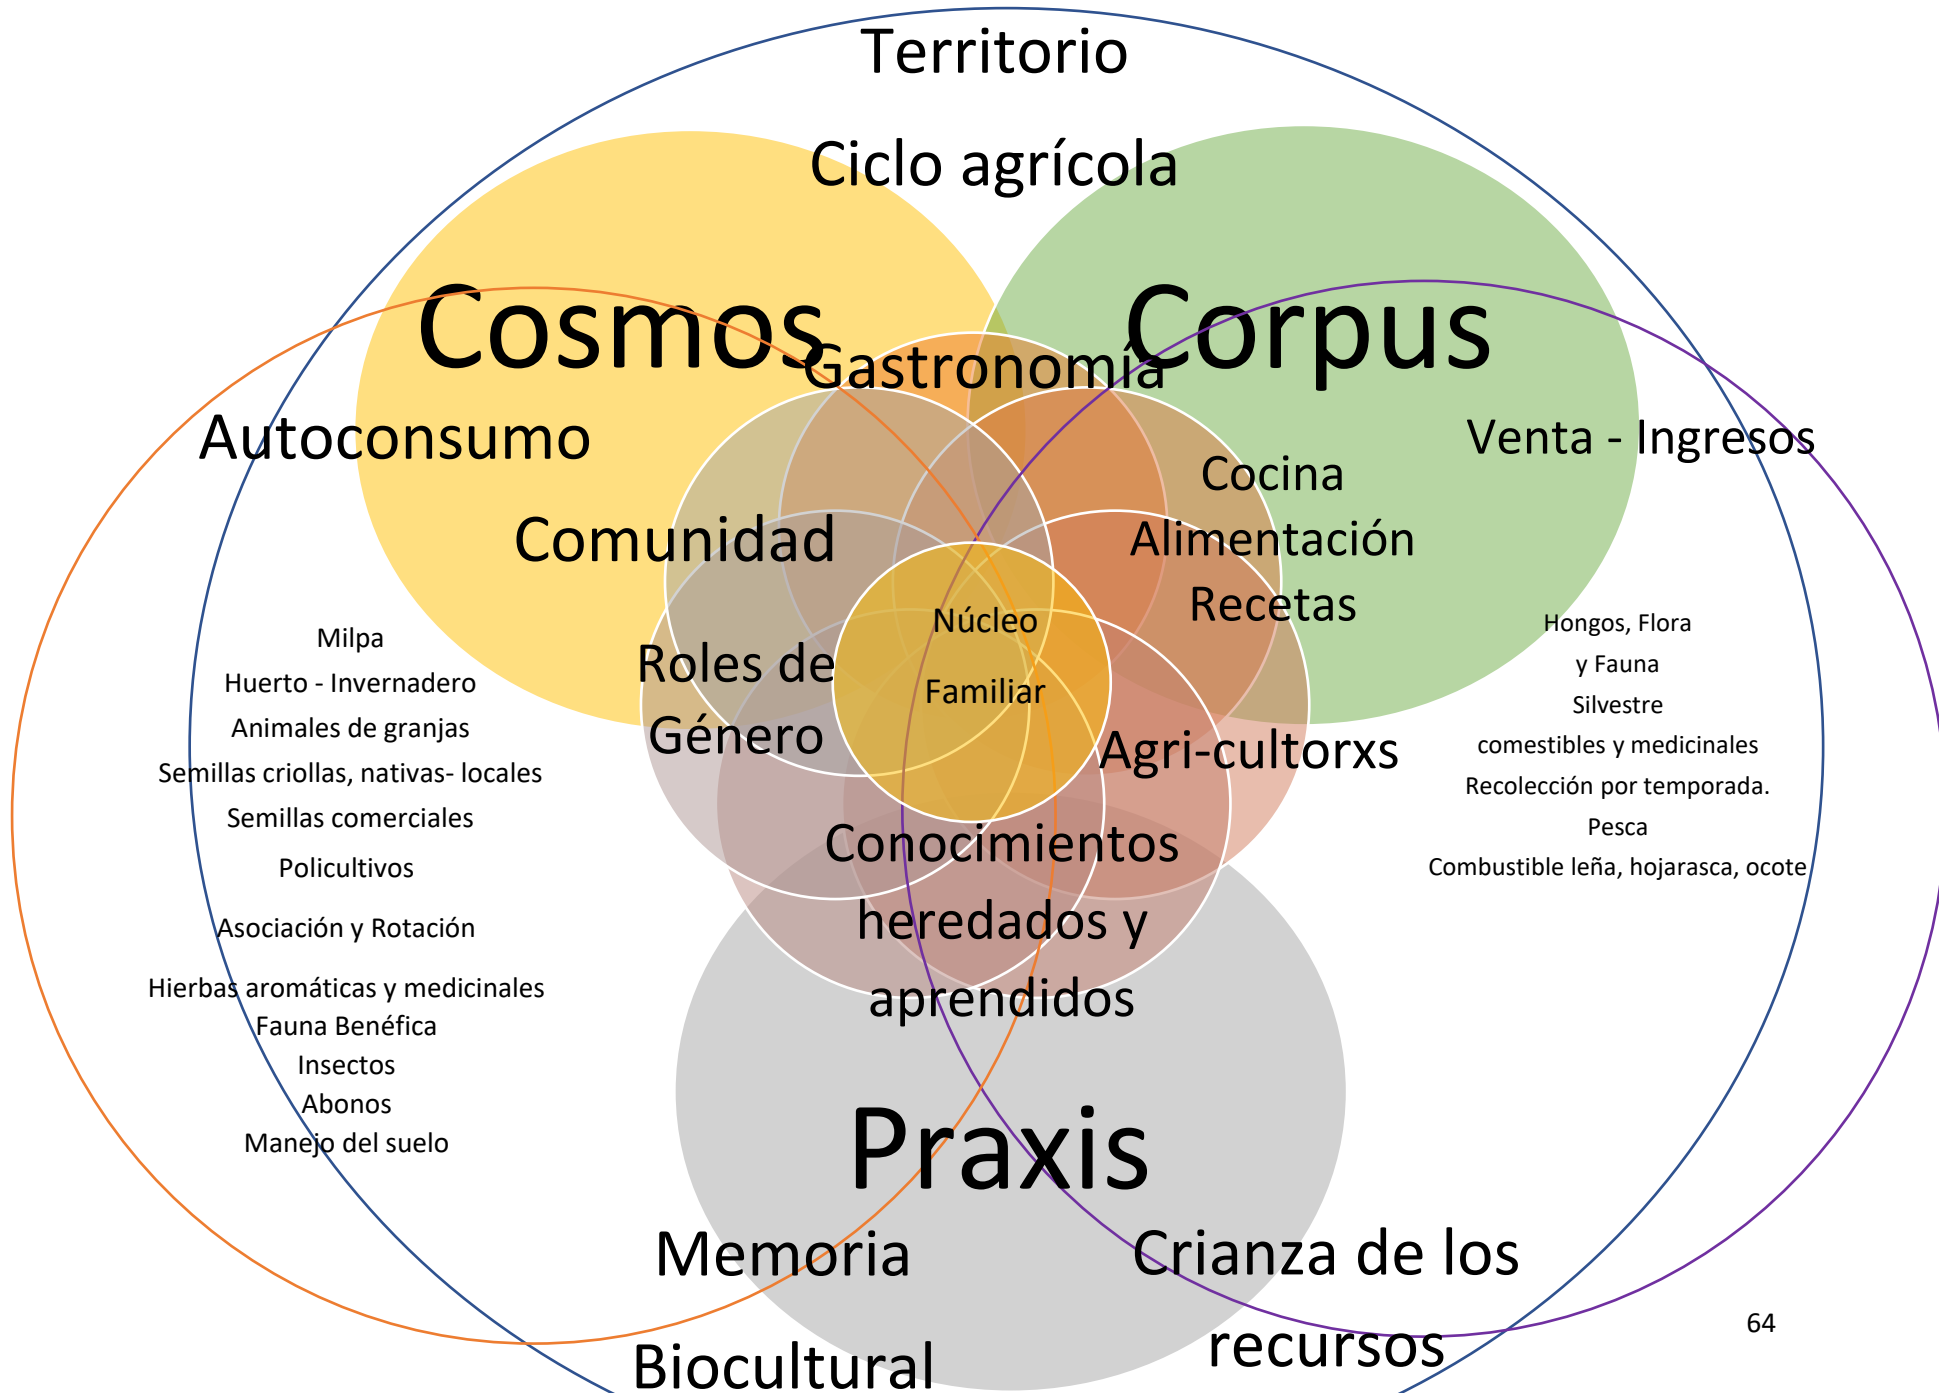 Territorio
Ciclo agrícola
Cosmos
Corpus
Gastronomía
Autoconsumo
Venta - Ingresos
Comunidad
Cocina
Alimentación
Recetas
Núcleo
Familiar
Roles de
Género
Agri-cultorxs
Milpa
Huerto - Invernadero
Animales de granjas
Semillas criollas, nativas- locales
Semillas comerciales
Policultivos
Asociación y Rotación
Hierbas aromáticas y medicinales
Fauna Benéfica
Insectos
Abonos
Manejo del suelo
Hongos, Flora
y Fauna
Silvestre
comestibles y medicinales
Recolección por temporada.
Pesca
Combustible leña, hojarasca, ocote
Conocimientos
heredados y
aprendidos
Praxis
Memoria
Biocultural
Crianza de los
recursos
64